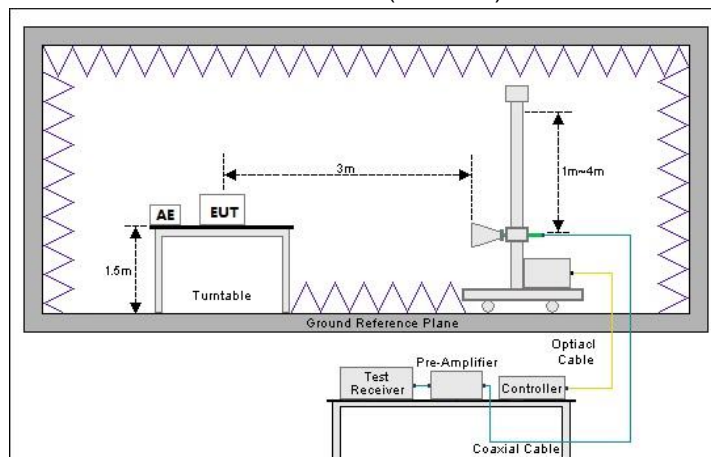 3m
1m~4m
AE
EUT
1.5m
Turntable
Ground Reference Plane
Optiacl
Cable
Pre-Amplifier
Test
Receiver
Controller
Coaxial Cable